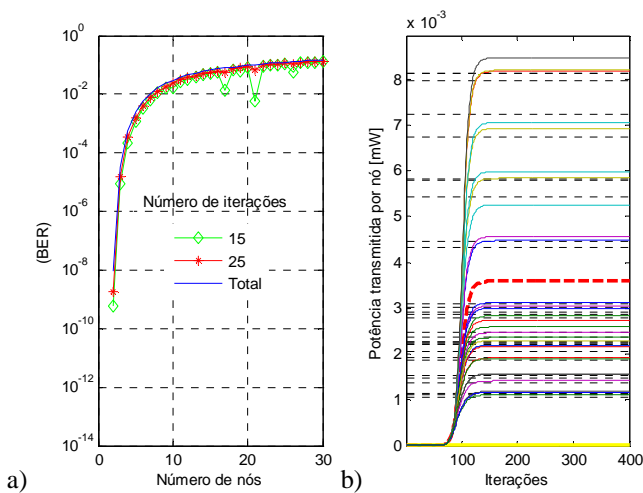 a)
(BER)
10^0
10^-2
10^-4
10^-6
10^-8
10^-10
10^-12
10^-14
Número de iterações
15
25
Total
0 10 20 30
Número de nós
b)
x 10^-3
Potência transmitida por nó [mW]
8
7
6
5
4
3
2
1
0
100 200 300 400
Iterações